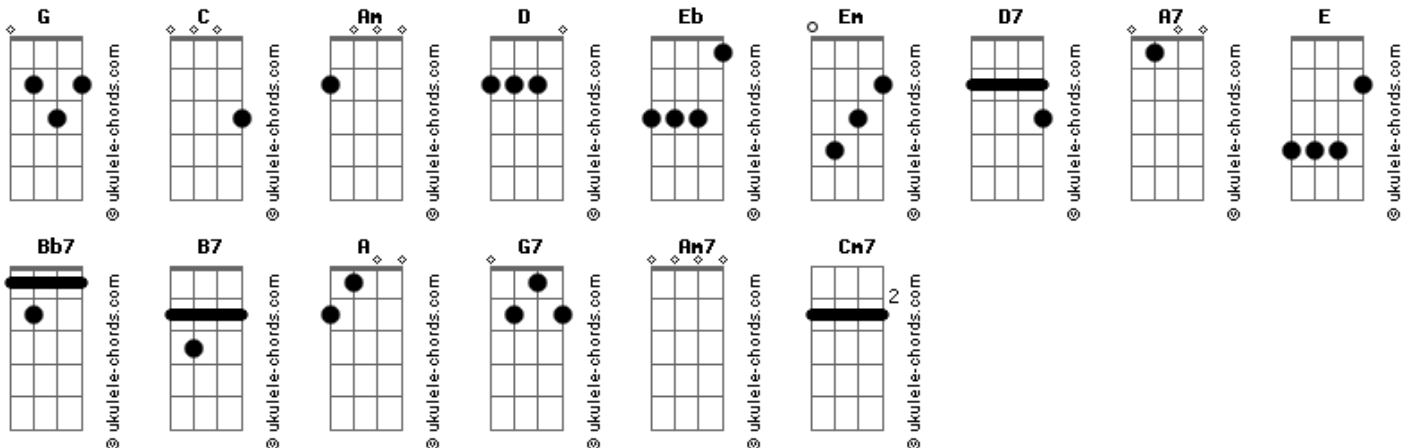 G C Am D Eb Em D7 A7 E
© ukulele-chords.com © ukulele-chords.com © ukulele-chords.com © ukulele-chords.com © ukulele-chords.com © ukulele-chords.com © ukulele-chords.com © ukulele-chords.com © ukulele-chords.com
Bb7 B7 A G7 Am7 Cm7
2
© ukulele-chords.com © ukulele-chords.com © ukulele-chords.com © ukulele-chords.com © ukulele-chords.com © ukulele-chords.com